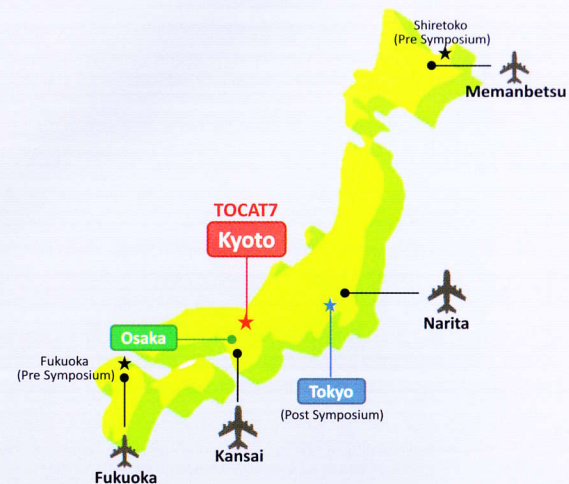 Shiretoko
(Pre Symposium)
Memanbetsu
TOCAT7
Kyoto
Narita
Osaka
Fukuoka
(Pre Symposium)
Tokyo
(Post Symposium)
Kansai
Fukuoka